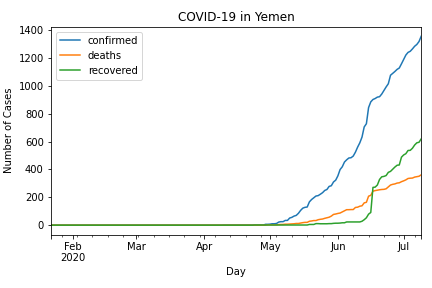 COVID-19 in Yemen
confirmed
deaths
recovered
Number of Cases
1400
1200
1000
800
600
400
200
0
Feb Mar Apr May Jun Jul
2020
Day